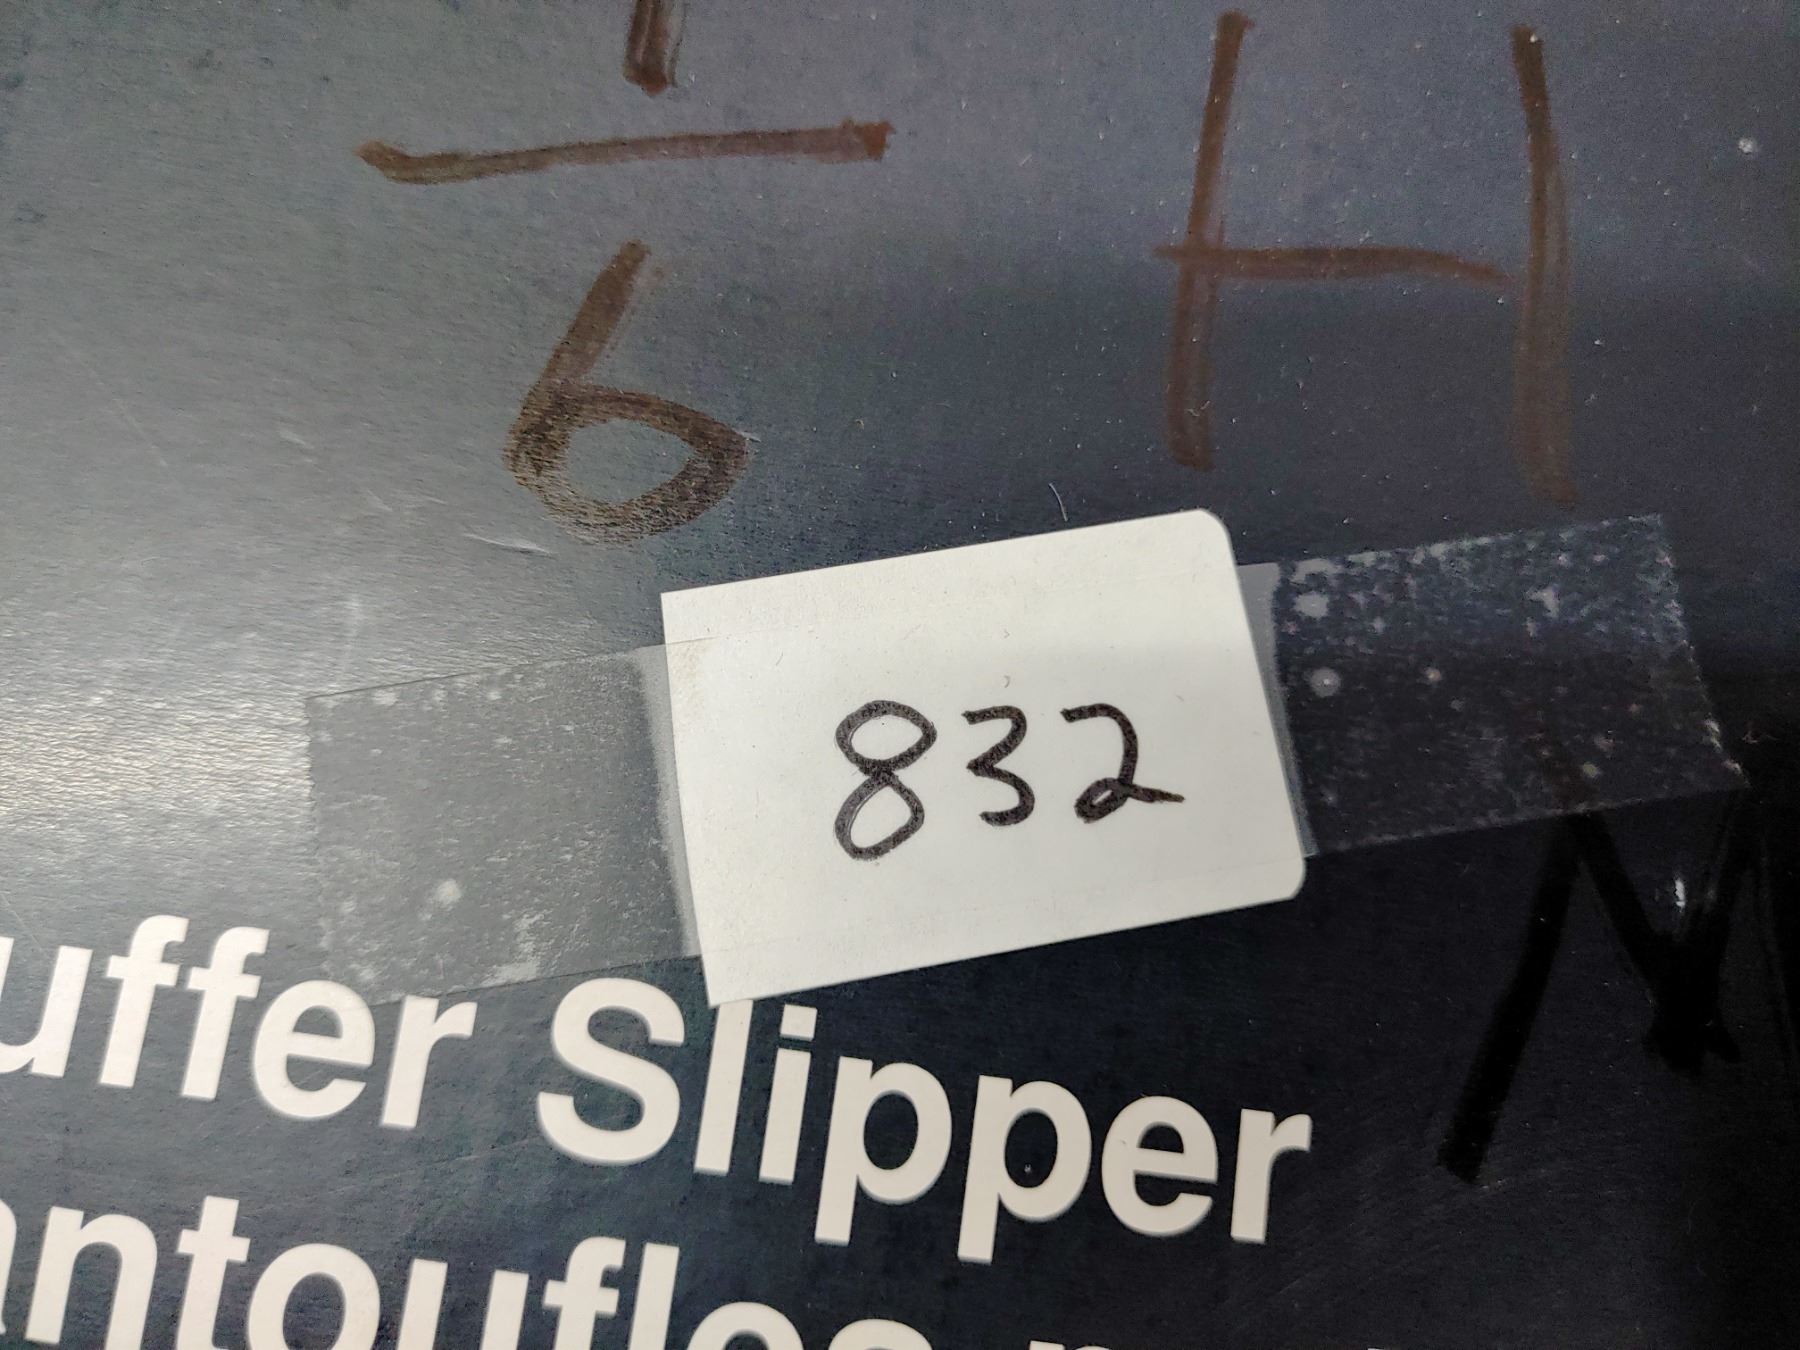 6 H
832
N
uffer Slipper
antoufles